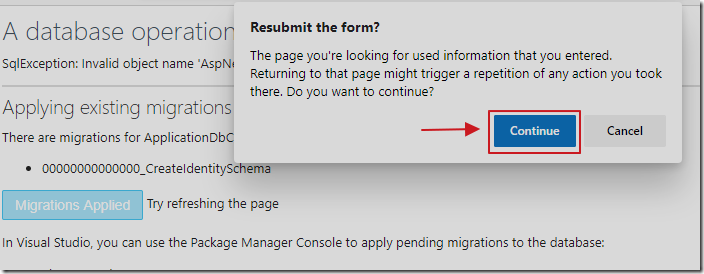 A database operation
SqlException: Invalid object name
Applying existing migrations
There are migrations for
00000000000000_CreateIdentitySchema
Migrations Applied Try refreshing the page
In Visual Studio, you can use the Package Manager Console to apply pending migrations to the database:
Resubmit the form?
The page you're looking for used information that you entered.
Returning to that page might trigger a repetition of any action you took
there. Do you want to continue?
Continue Cancel